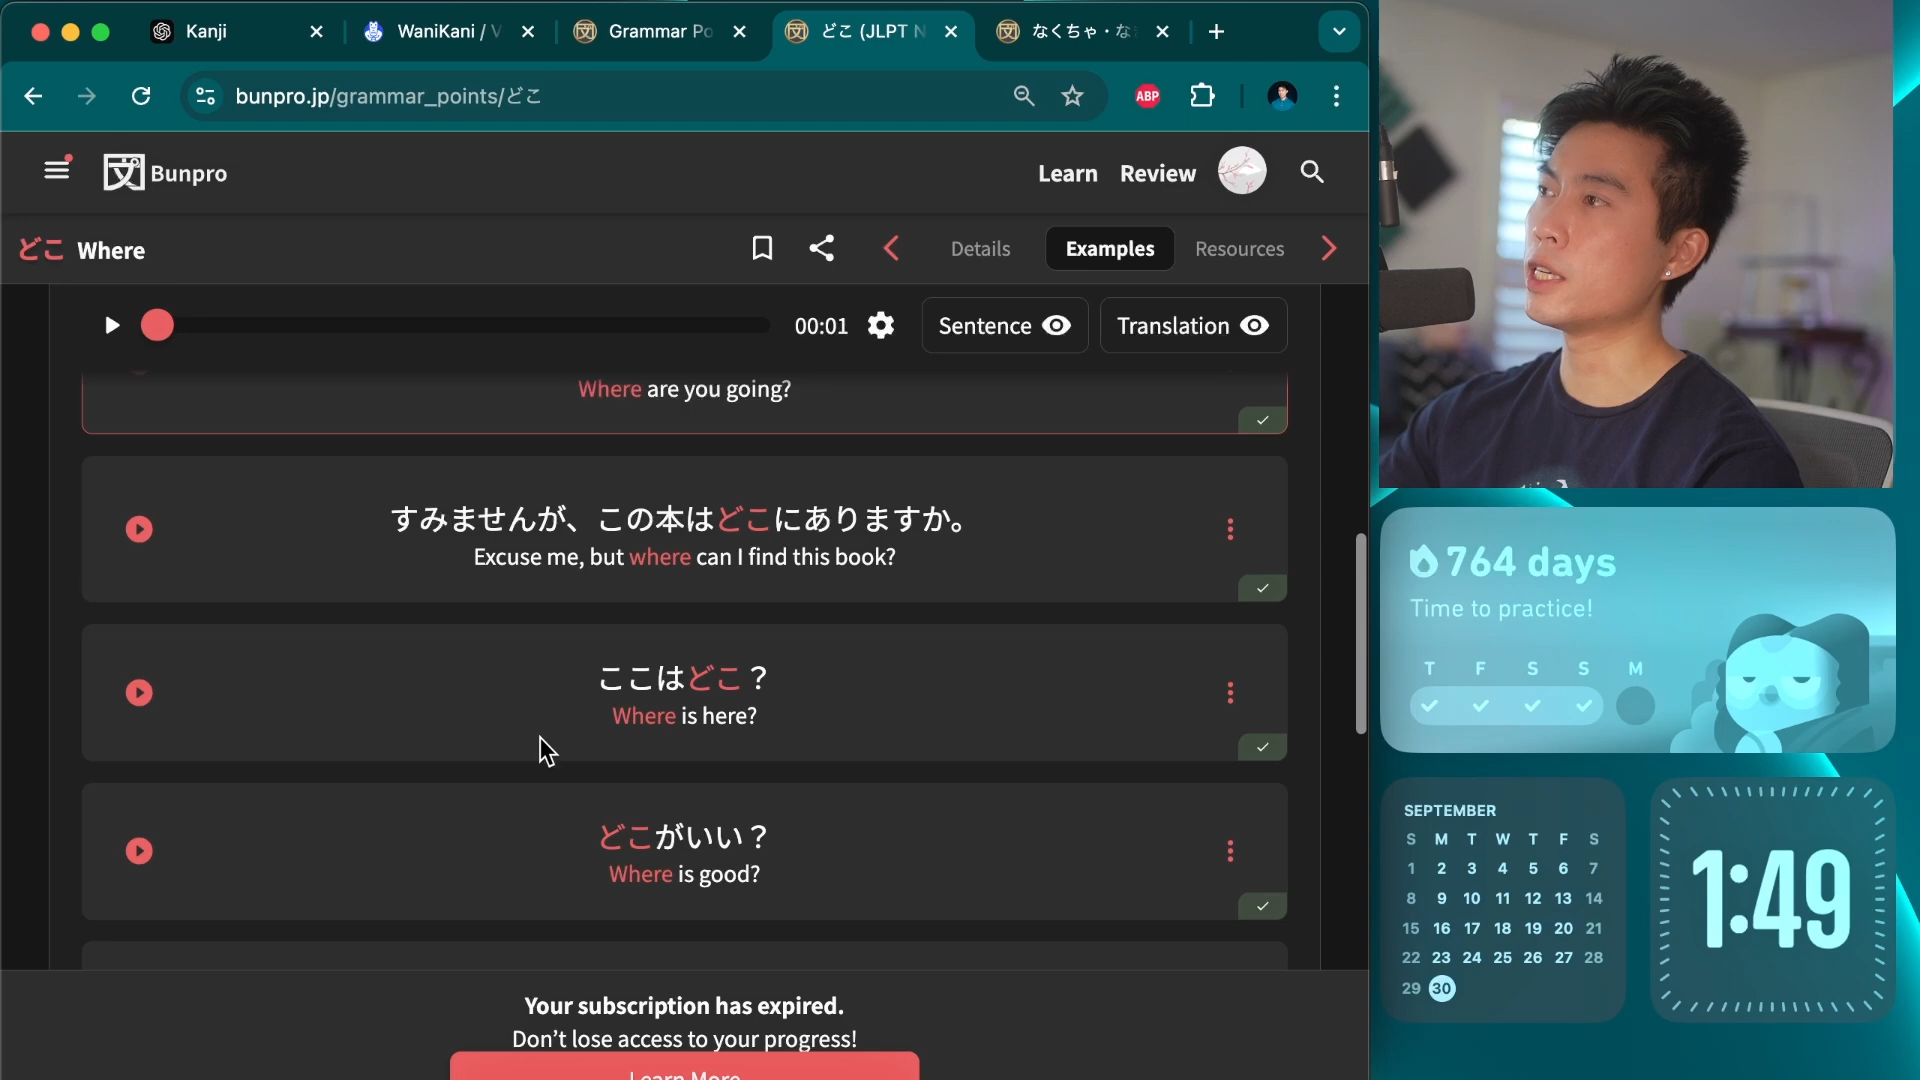 Kanji
WaniKani / V
Grammar Po
どこ (JLPT N
なくちゃ・な
bunpro.jp/grammar_points/どこ
ABP
文 Bunpro
Learn
Review
どこ Where
Details
Examples
Resources
00:01
Sentence
Translation
Where are you going?
すみませんが、この本はどこにありますか。
Excuse me, but where can I find this book?
ここはどこ？
Where is here?
どこがいい？
Where is good?
Your subscription has expired.
Don't lose access to your progress!
Learn More
764 days
Time to practice!
T F S S M
SEPTEMBER
S M T W T F S
1 2 3 4 5 6 7
8 9 10 11 12 13 14
15 16 17 18 19 20 21
22 23 24 25 26 27 28
29 30
1:49